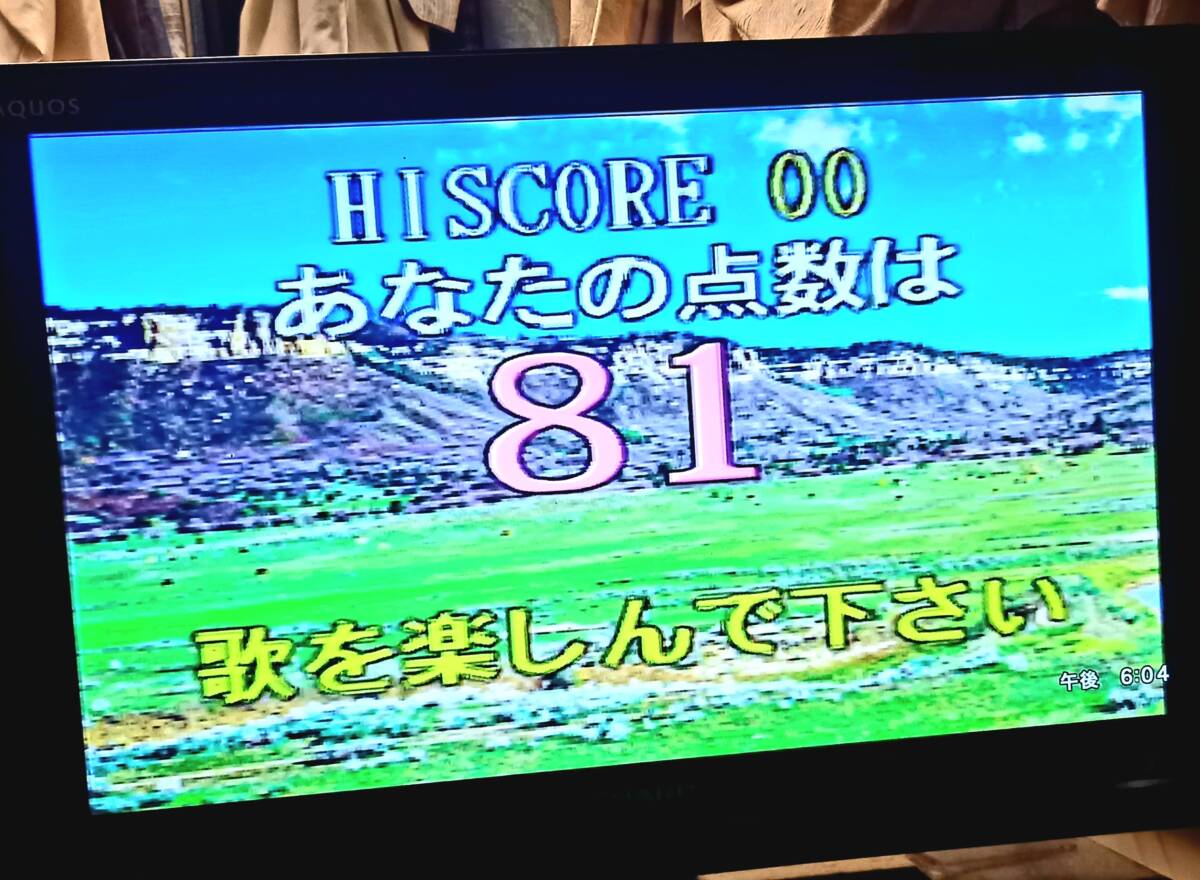 AQUOS
HISCORE 00
あなたの点数は
81
歌を楽しんで下さい
午後 6:04
SHARP